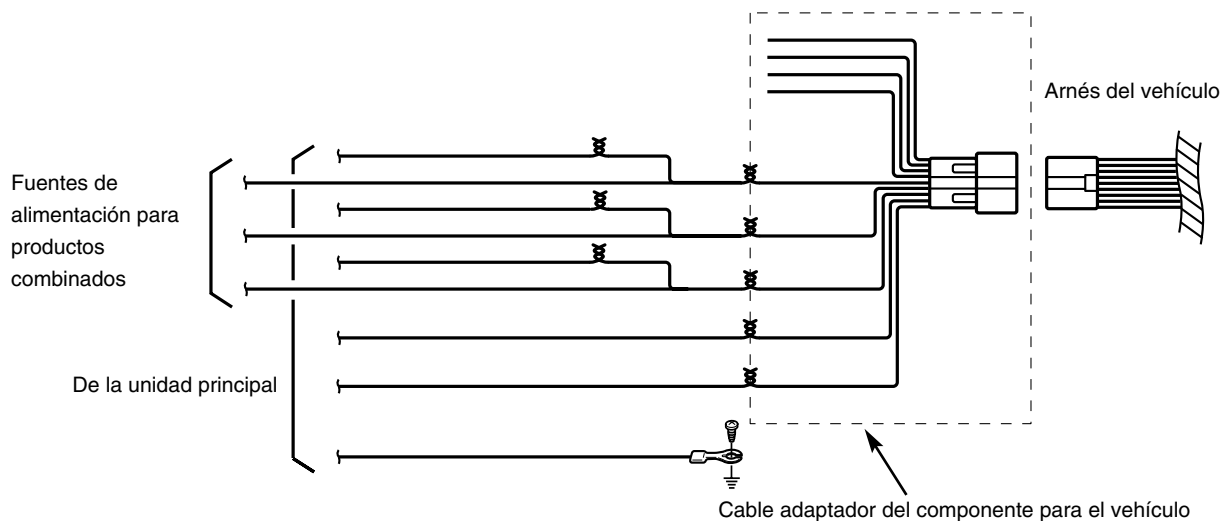 Arnés del vehículo
Fuentes de
alimentación para
productos
combinados
De la unidad principal
Cable adaptador del componente para el vehículo